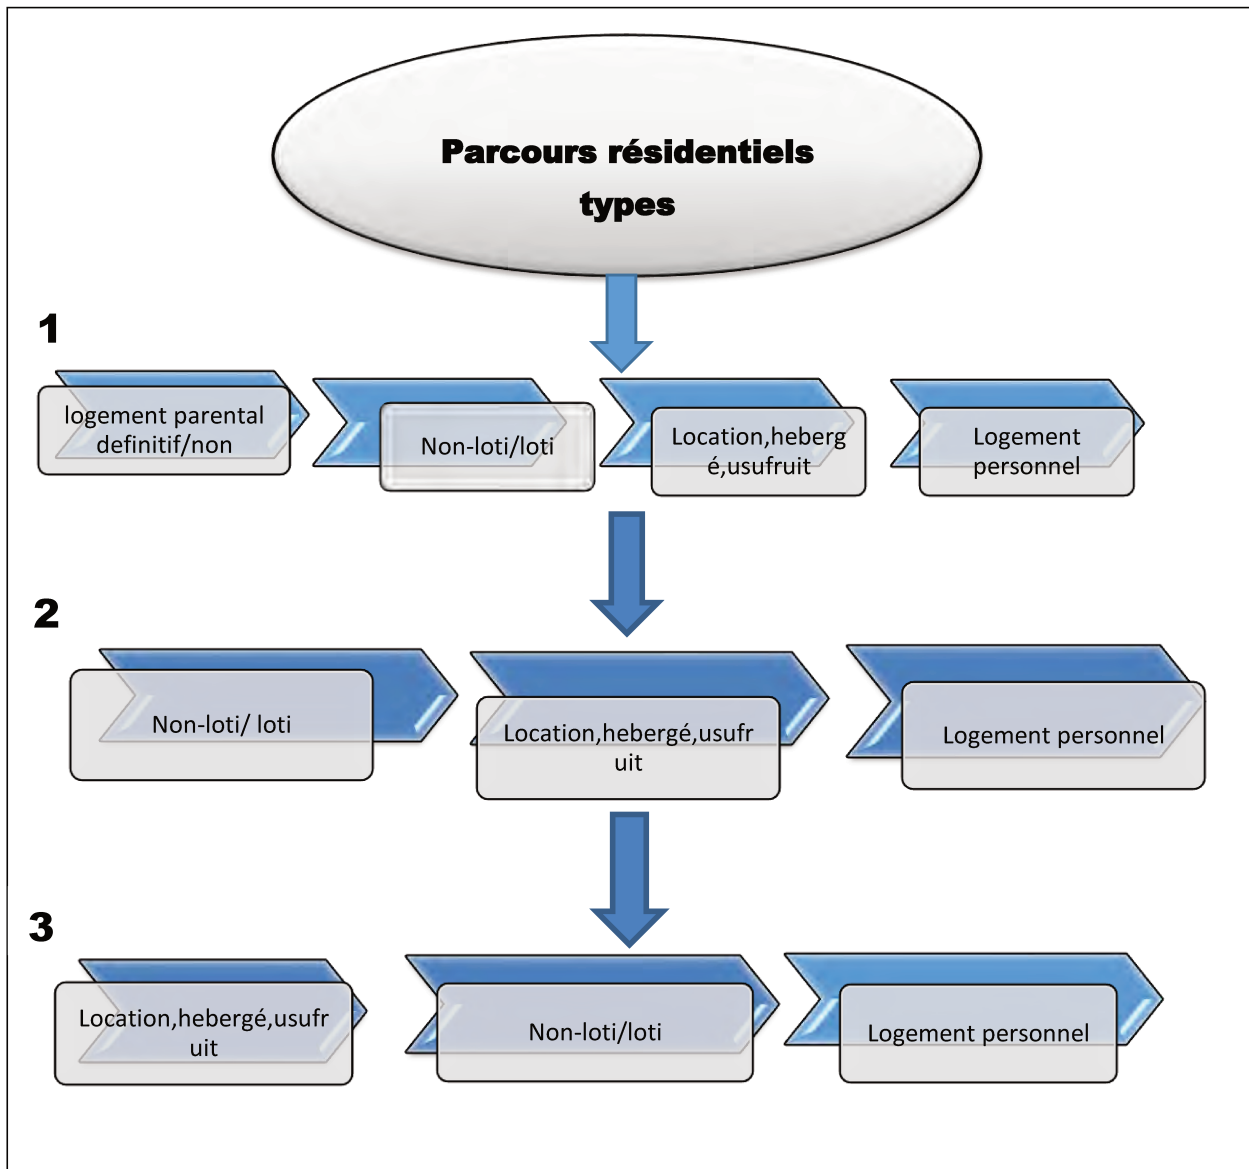 Parcours résidentiels
types
1
logement parental
definitif/non
Non-loti/loti
Location,heberg
é,usufruit
Logement
personnel
2
Non-loti/ loti
Location,hebergé,usufr
uit
Logement personnel
3
Location,hebergé,usufr
uit
Non-loti/loti
Logement personnel